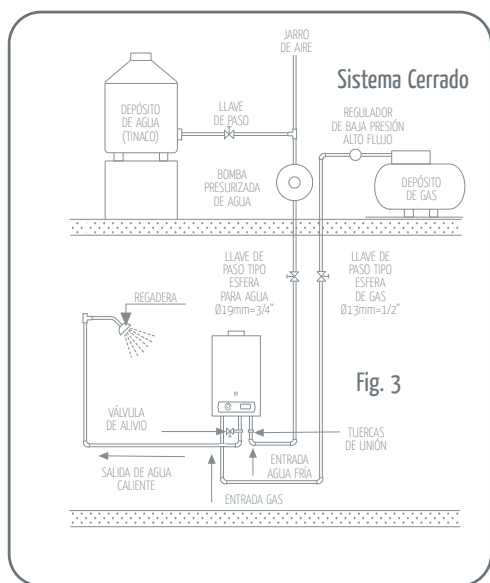 JARRO
DE AIRE
Sistema Cerrado
DEPÓSITO
DE AGUA
(TINACO)
LLAVE
DE PASO
REGULADOR
DE BAJA PRESIÓN
ALTO FLUJO
BOMBA
PRESURIZADA
DE AGUA
DEPÓSITO
DE GAS
LLAVE DE
PASO TIPO
ESFERA
PARA AGUA
Ø19mm=3/4"
LLAVE DE
PASO TIPO
ESFERA
DE GAS
Ø13mm=1/2"
REGADERA
Fig. 3
VÁLVULA
DE ALIVIO
TUERCAS
DE UNIÓN
ENTRADA
AGUA FRÍA
SALIDA DE AGUA
CALIENTE
ENTRADA GAS